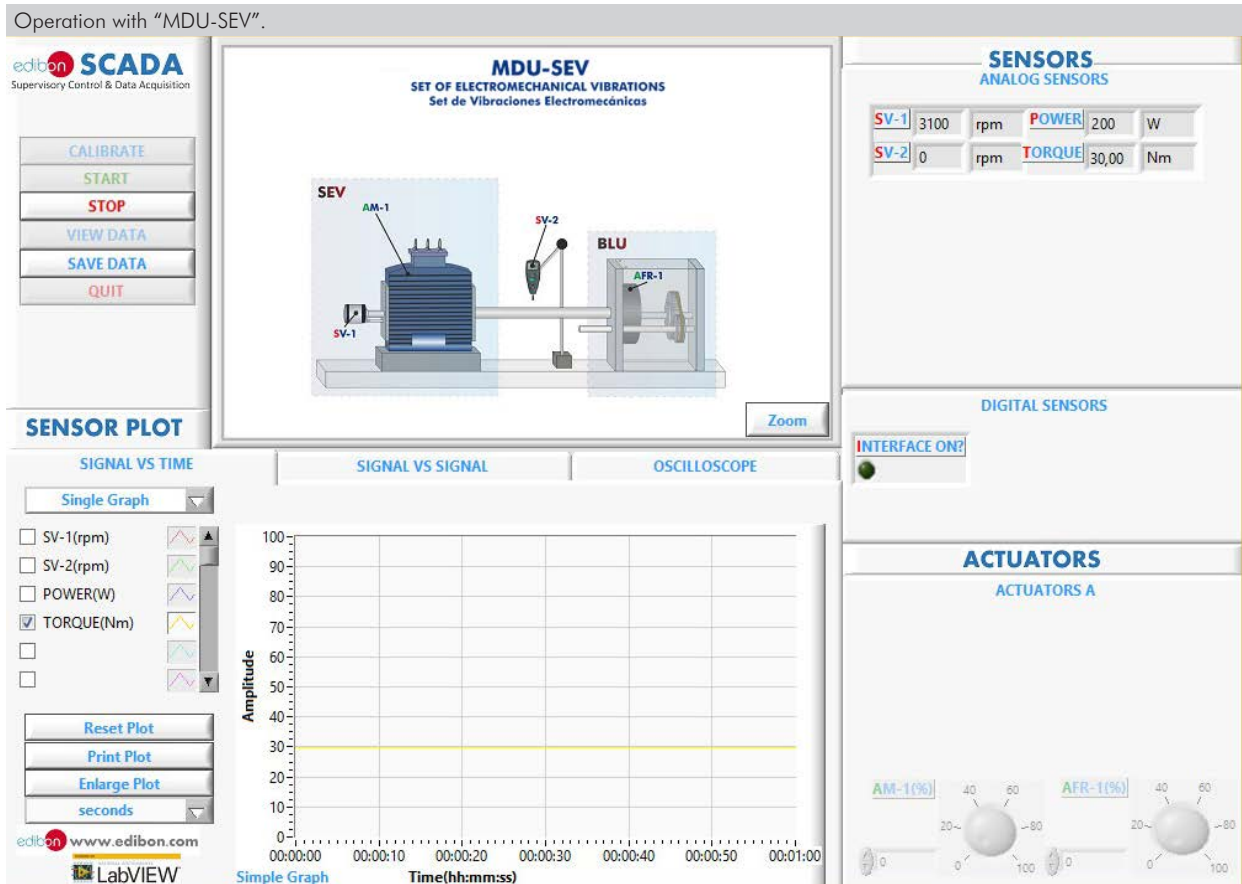 Operation with “MDU-SEV”.
edibon SCADA
Supervisory Control & Data Acquisition
CALIBRATE
START
STOP
VIEW DATA
SAVE DATA
QUIT
MDU-SEV
SET OF ELECTROMECHANICAL VIBRATIONS
Set de Vibraciones Electromecánicas
SEV
AM-1
SV-2
BLU
AFR-1
SV-1
Zoom
SENSORS
ANALOG SENSORS
SV-1 3100 rpm POWER 200 W
SV-2 0 rpm TORQUE 30,00 Nm
DIGITAL SENSORS
INTERFACE ON?
ACTUATORS
ACTUATORS A
AM-1(%)
0
20
40
60
80
100
0
AFR-1(%)
0
20
40
60
80
100
0
SENSOR PLOT
SIGNAL VS TIME
SIGNAL VS SIGNAL
OSCILLOSCOPE
Single Graph
SV-1(rpm)
SV-2(rpm)
POWER(W)
TORQUE(Nm)
Reset Plot
Print Plot
Enlarge Plot
seconds
edibon www.edibon.com
LabVIEW
Amplitude
100
90
80
70
60
50
40
30
20
10
0
00:00:00 00:00:10 00:00:20 00:00:30 00:00:40 00:00:50 00:01:00
Simple Graph
Time(hh:mm:ss)